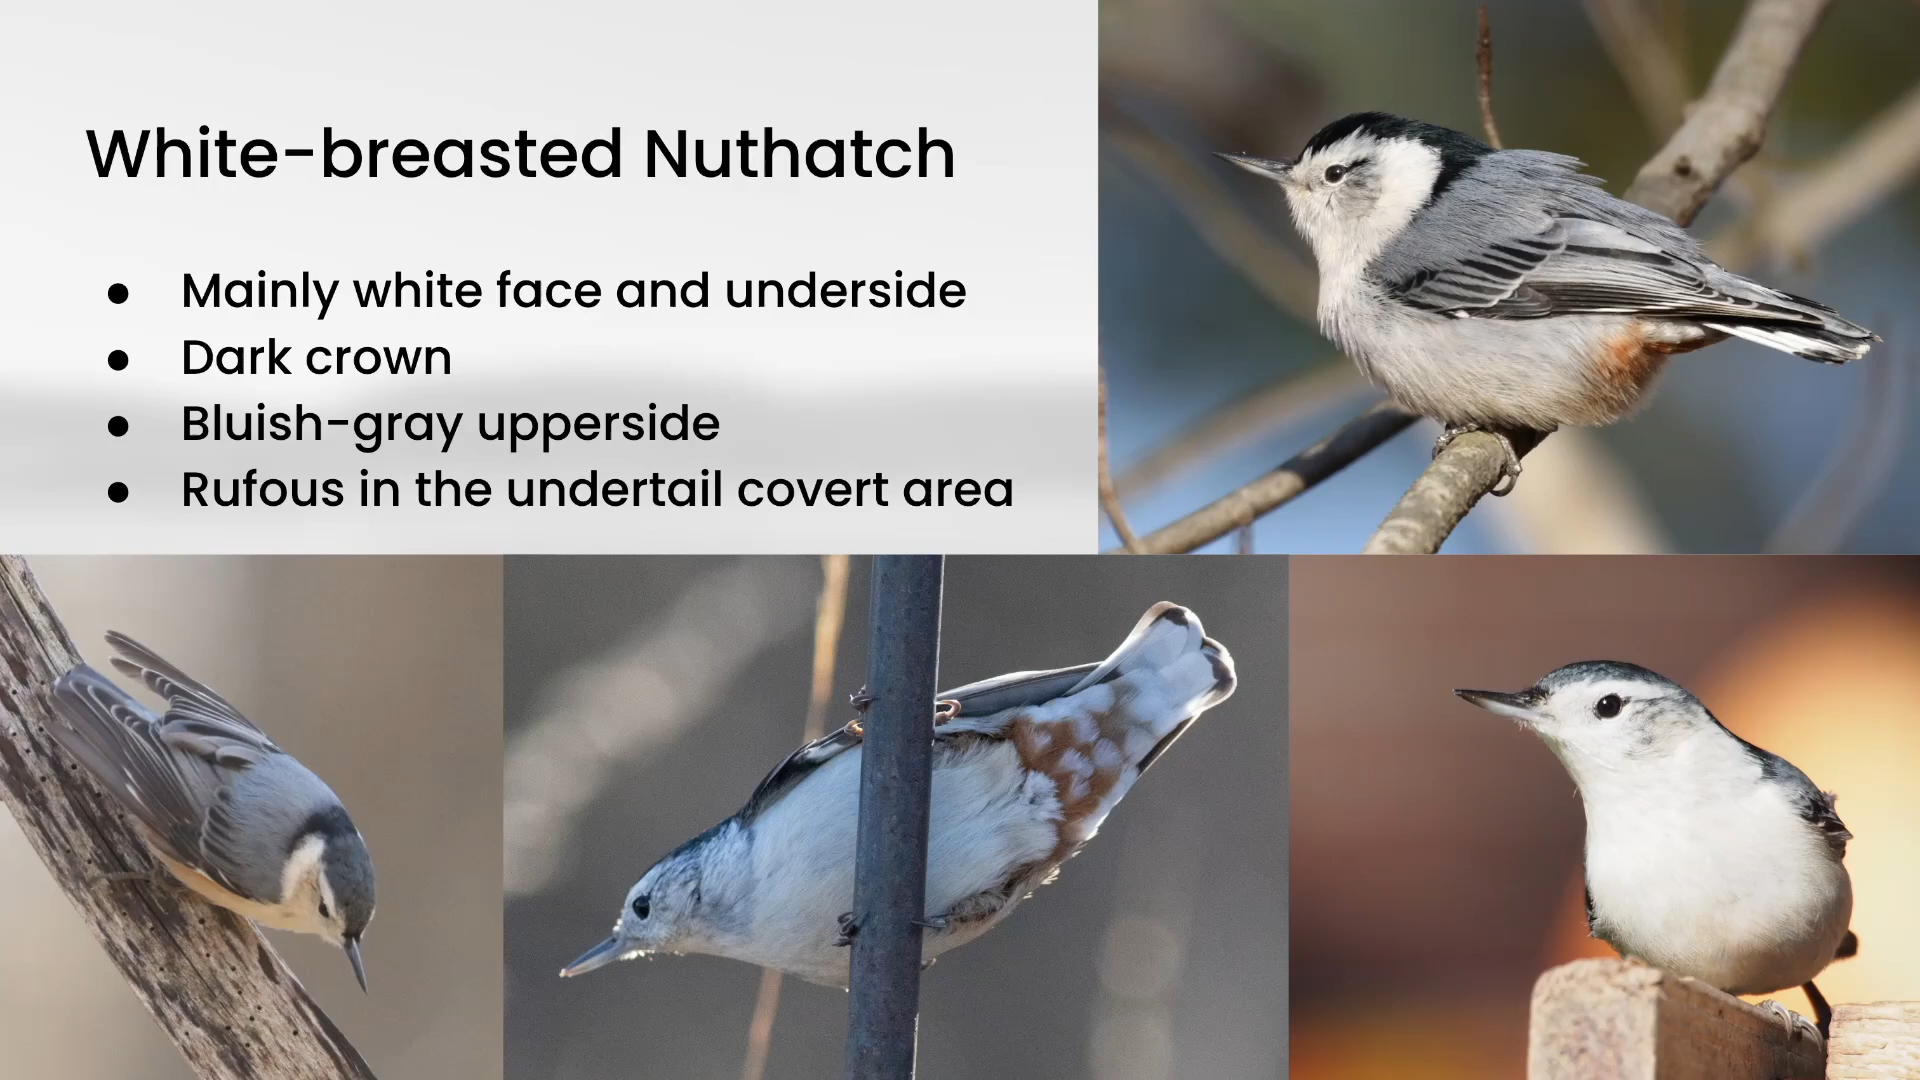 White-breasted Nuthatch
● Mainly white face and underside
● Dark crown
● Bluish-gray upperside
● Rufous in the undertail covert area